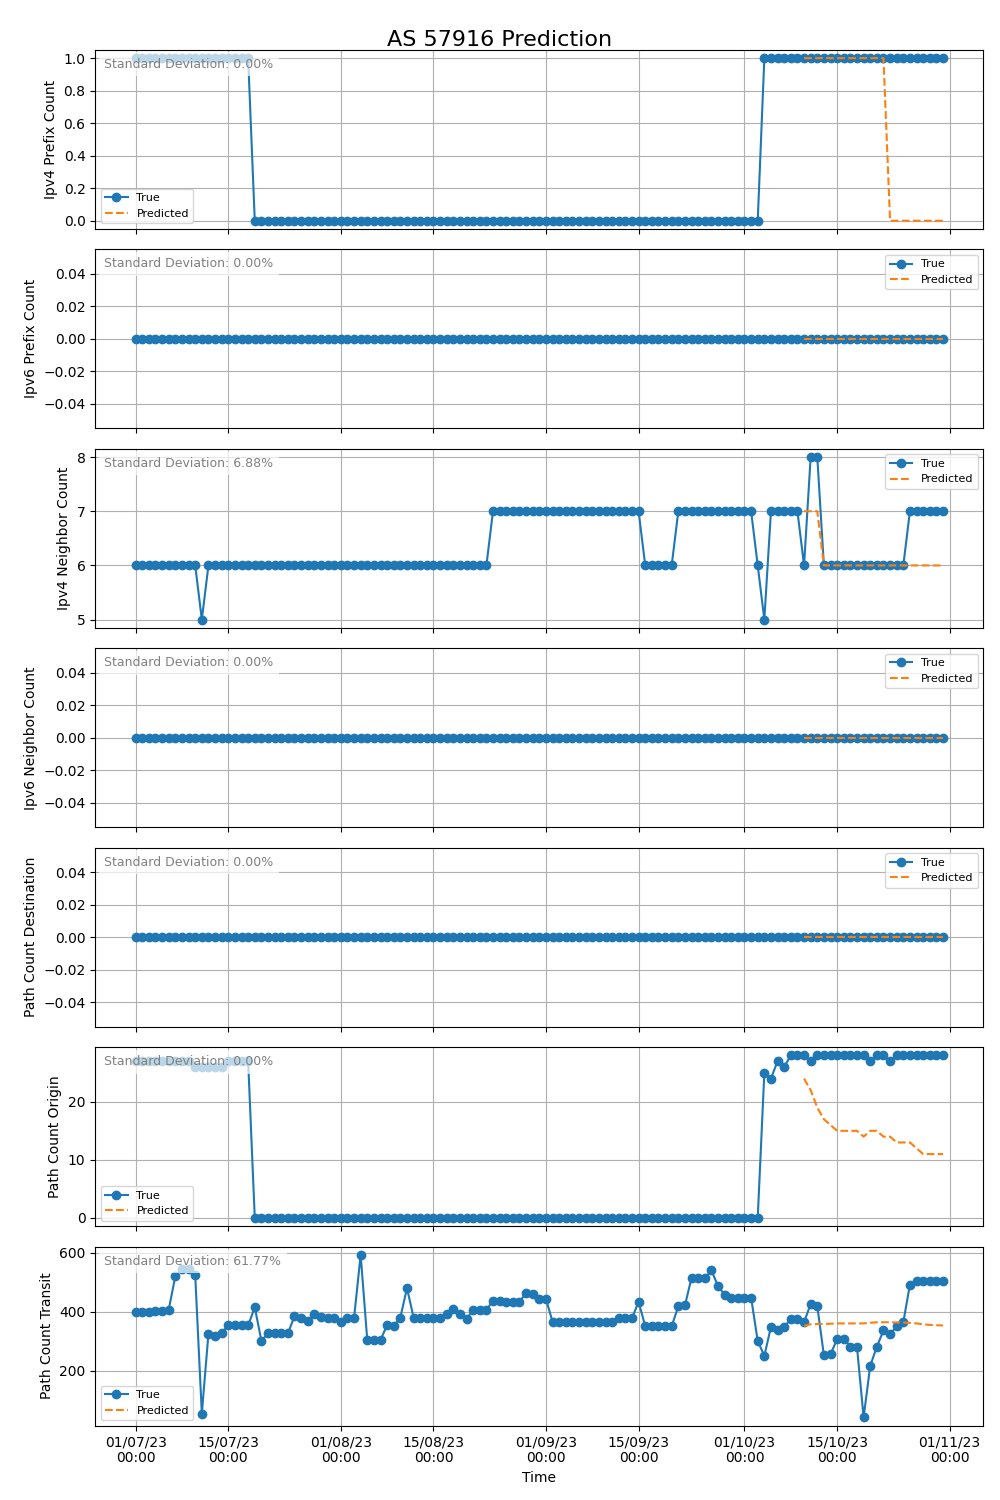 AS 57916 Prediction
Ipv4 Prefix Count
1.0
0.8
0.6
0.4
0.2
0.0
Standard Deviation: 0.00%
True
Predicted
Ipv6 Prefix Count
0.04
0.02
0.00
−0.02
−0.04
Standard Deviation: 0.00%
True
Predicted
Ipv4 Neighbor Count
8
7
6
5
Standard Deviation: 6.88%
True
Predicted
Ipv6 Neighbor Count
0.04
0.02
0.00
−0.02
−0.04
Standard Deviation: 0.00%
True
Predicted
Path Count Destination
0.04
0.02
0.00
−0.02
−0.04
Standard Deviation: 0.00%
True
Predicted
Path Count Origin
20
10
0
Standard Deviation: 0.00%
True
Predicted
Path Count Transit
600
400
200
Standard Deviation: 61.77%
True
Predicted
01/07/23 15/07/23 01/08/23 15/08/23 01/09/23 15/09/23 01/10/23 15/10/23 01/11/23
00:00 00:00 00:00 00:00 00:00 00:00 00:00 00:00 00:00
Time